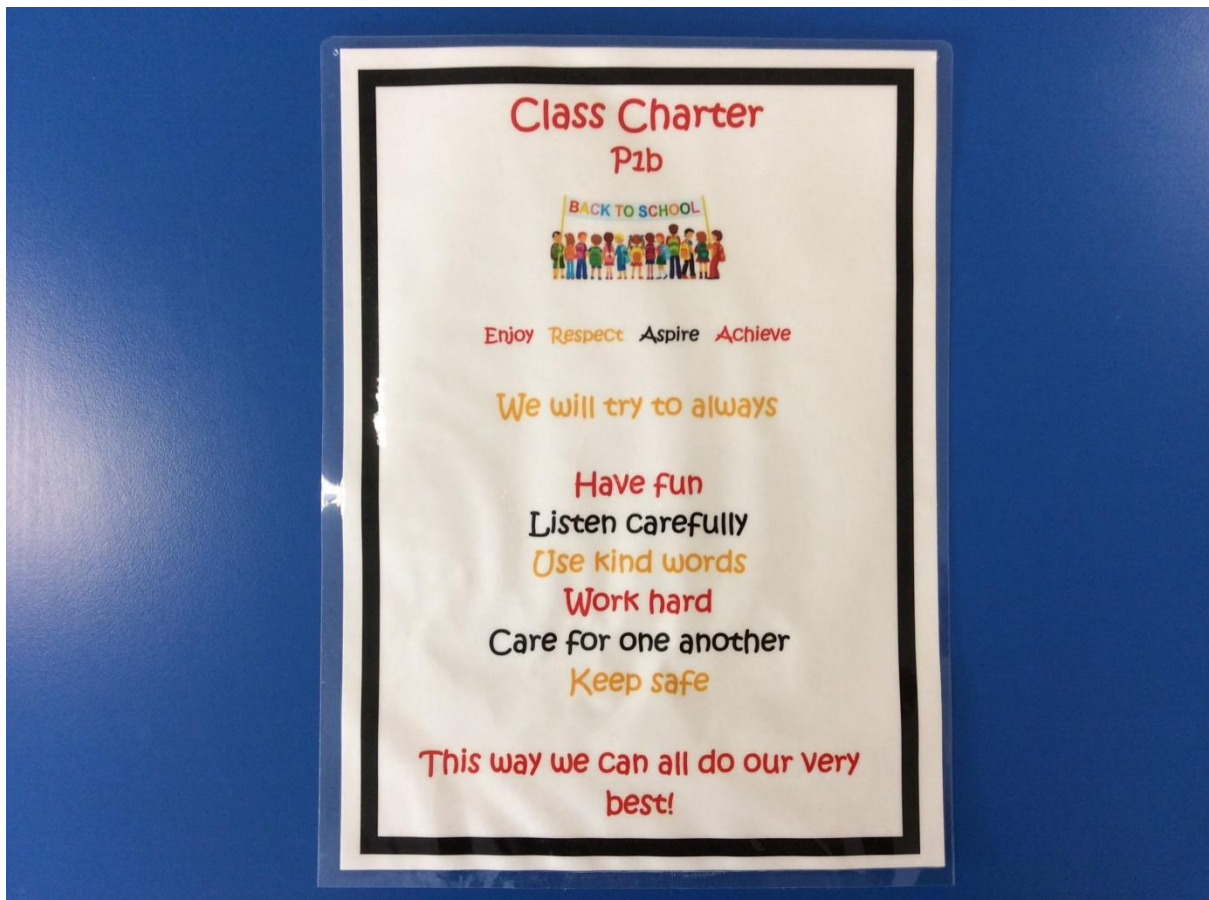 Class Charter
P1b
BACK TO SCHOOL
Enjoy Respect Aspire Achieve
We will try to always
Have fun
Listen carefully
Use kind words
Work hard
Care for one another
Keep safe
This way we can all do our very
best!